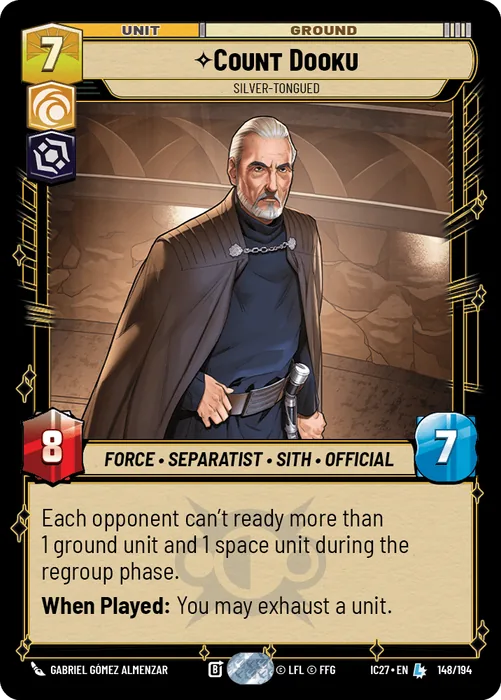 UNIT
GROUND
7
COUNT DOOKU
SILVER-TONGUED
8
FORCE • SEPARATIST • SITH • OFFICIAL
7
Each opponent can't ready more than
1 ground unit and 1 space unit during the
regroup phase.
When Played: You may exhaust a unit.
GABRIEL GÓMEZ ALMENZAR
B
© LFL © FFG
IC27 • EN
148/194